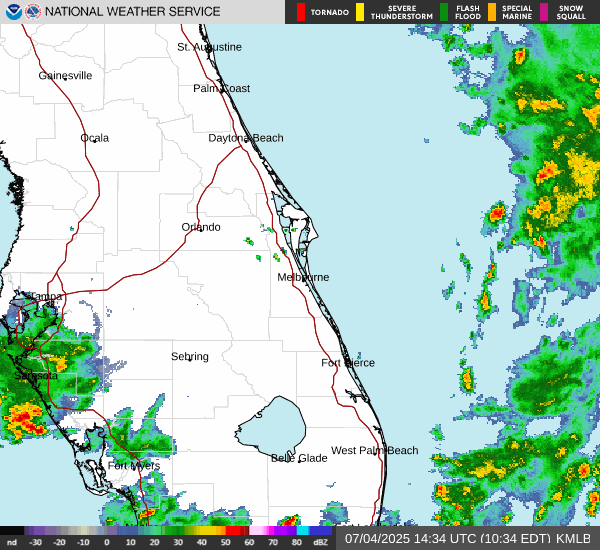 NATIONAL WEATHER SERVICE
TORNADO
SEVERE
THUNDERSTORM
FLASH
FLOOD
SPECIAL
MARINE
SNOW
SQUALL
St. Augustine
Gainesville
Palm Coast
Ocala
Daytona Beach
Orlando
Melbourne
Tampa
Sebring
Fort Pierce
Sarasota
West Palm Beach
Belle Glade
Fort Myers
nd -30 -20 -10 0 10 20 30 40 50 60 70 80 dBZ
07/04/2025 14:34 UTC (10:34 EDT) KMLB